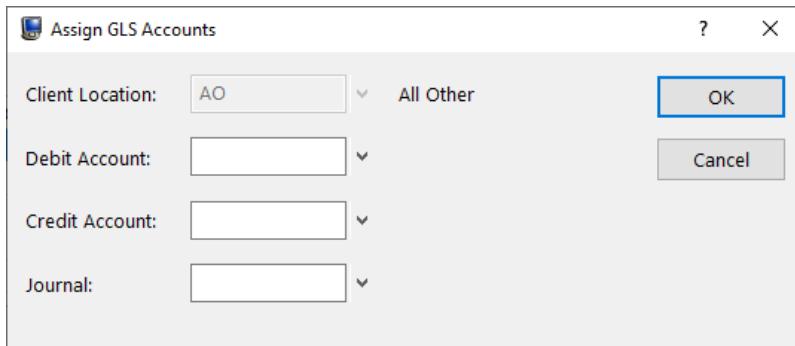 Assign GLS Accounts ?
Client Location: AO All Other OK
Debit Account: Cancel
Credit Account:
Journal: